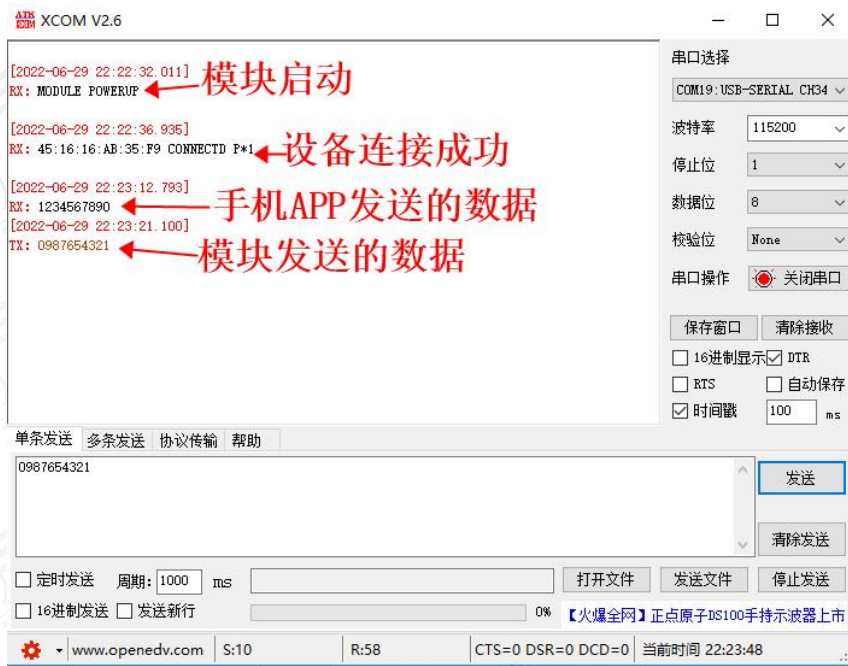 ATK
COM XCOM V2.6
[2022-06-29 22:22:32.011]
RX: MODULE POWERUP
模块启动
[2022-06-29 22:22:36.935]
RX: 45:16:16:AB:35:F9 CONNECTD P*1
设备连接成功
[2022-06-29 22:23:12.793]
RX: 1234567890
手机APP发送的数据
[2022-06-29 22:23:21.100]
TX: 0987654321
模块发送的数据
串口选择
COM19:USB-SERIAL CH34
波特率 115200
停止位 1
数据位 8
校验位 None
串口操作 关闭串口
保存窗口 清除接收
16进制显示 DTR
RTS 自动保存
时间戳 100 ms
单条发送 多条发送 协议传输 帮助
0987654321
发送
清除发送
定时发送 周期: 1000 ms 打开文件 发送文件 停止发送
16进制发送 发送新行 0% 【火爆全网】正点原子DS100手持示波器上市
www.openedv.com S:10 R:58 CTS=0 DSR=0 DCD=0 当前时间 22:23:48